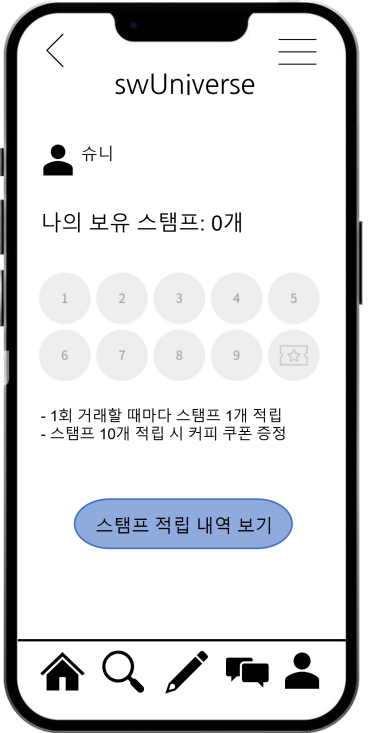 swUniverse
슈니
나의 보유 스탬프: 0개
1 2 3 4 5
6 7 8 9
- 1회 거래할 때마다 스탬프 1개 적립
- 스탬프 10개 적립 시 커피 쿠폰 증정
스탬프 적립 내역 보기